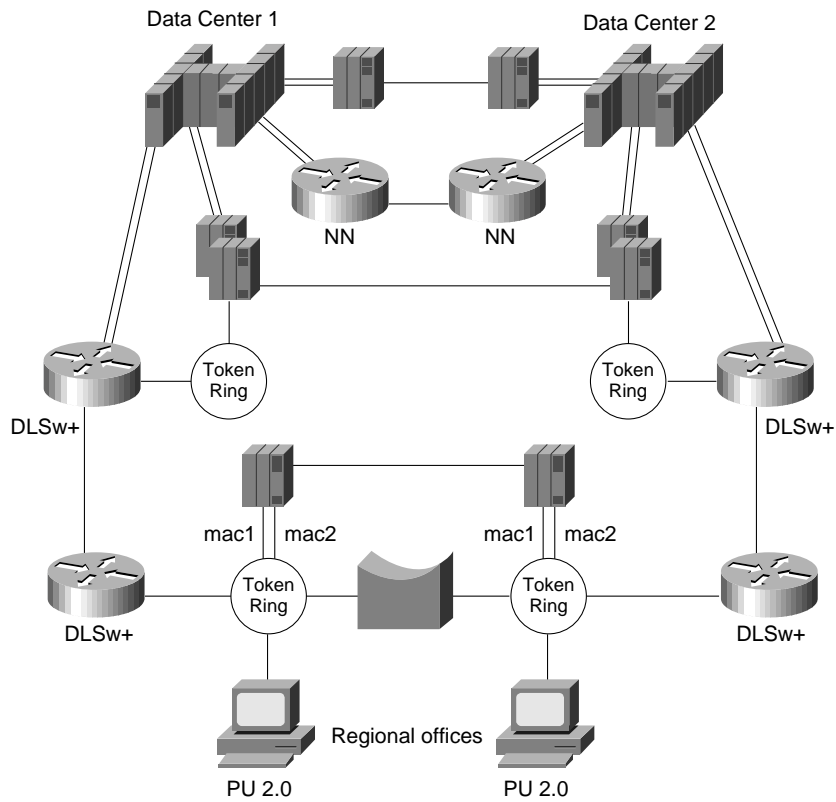 Data Center 1
Data Center 2
NN
NN
Token
Ring
Token
Ring
DLSw+
DLSw+
mac1
mac2
mac1
mac2
Token
Ring
Token
Ring
DLSw+
DLSw+
Regional offices
PU 2.0
PU 2.0